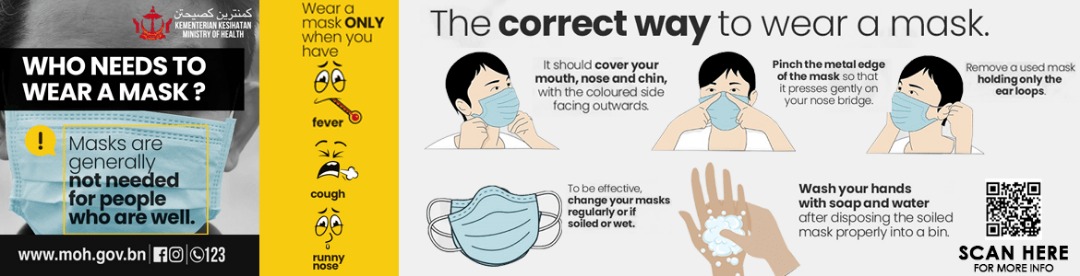 كمنترين كصيحتن
KEMENTERIAN KESIHATAN
MINISTRY OF HEALTH
WHO NEEDS TO
WEAR A MASK ?
!
Masks are
generally
not needed
for people
who are well.
www.moh.gov.bn
123
Wear a
mask ONLY
when you
have
fever
cough
runny
nose
The correct way to wear a mask.
It should cover your
mouth, nose and chin,
with the coloured side
facing outwards.
Pinch the metal edge
of the mask so that
it presses gently on
your nose bridge.
Remove a used mask
holding only the
ear loops.
To be effective,
change your masks
regularly or if
soiled or wet.
Wash your hands
with soap and water
after disposing the soiled
mask properly into a bin.
SCAN HERE
FOR MORE INFO